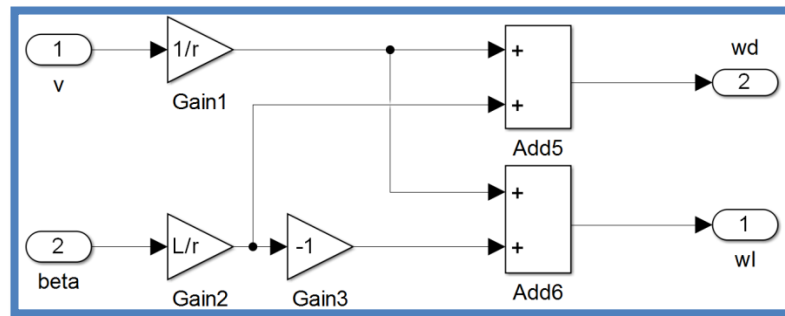 1
v
1/r
Gain1
+
+
Add5
wd
2
2
beta
L/r
Gain2
-1
Gain3
+
+
Add6
1
wl